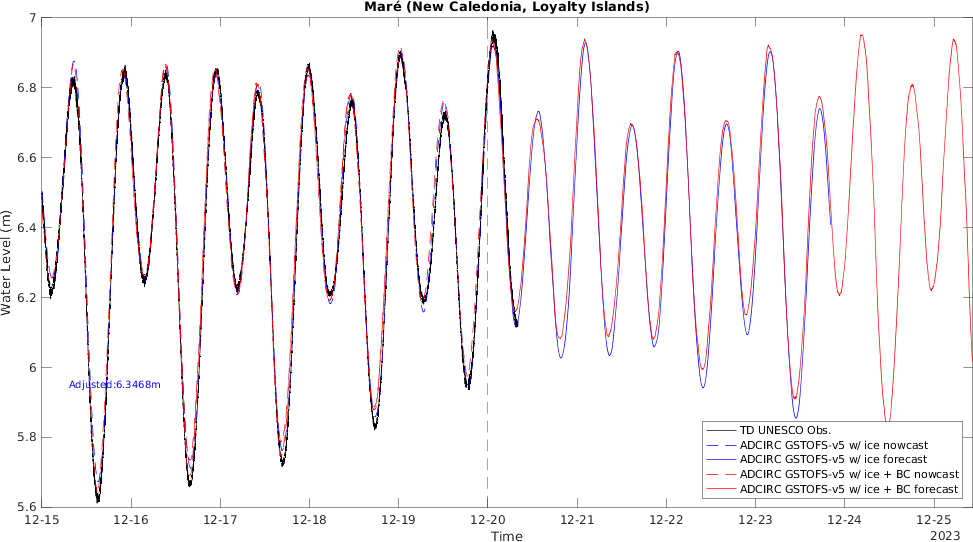 Maré (New Caledonia, Loyalty Islands)
7
6.8
6.6
6.4
6.2
6
5.8
5.6
Water Level (m)
Adjusted:6.3468m
TD UNESCO Obs.
ADCIRC GSTOFS-v5 w/ ice nowcast
ADCIRC GSTOFS-v5 w/ ice forecast
ADCIRC GSTOFS-v5 w/ ice + BC nowcast
ADCIRC GSTOFS-v5 w/ ice + BC forecast
12-15 12-16 12-17 12-18 12-19 12-20 12-21 12-22 12-23 12-24 12-25
Time
2023